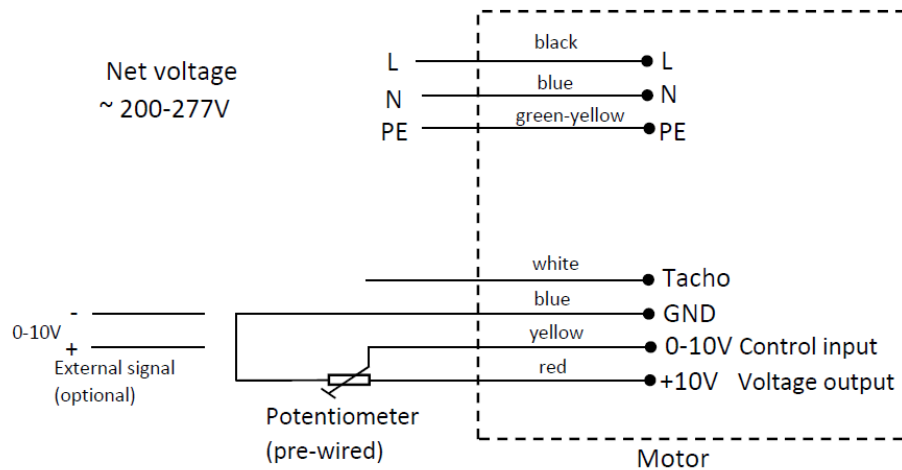 Net voltage
~ 200-277V
L black L
N blue N
PE green-yellow PE
white Tacho
- blue GND
0-10V
+ yellow 0-10V Control input
External signal
(optional)
red +10V Voltage output
Potentiometer
(pre-wired)
Motor